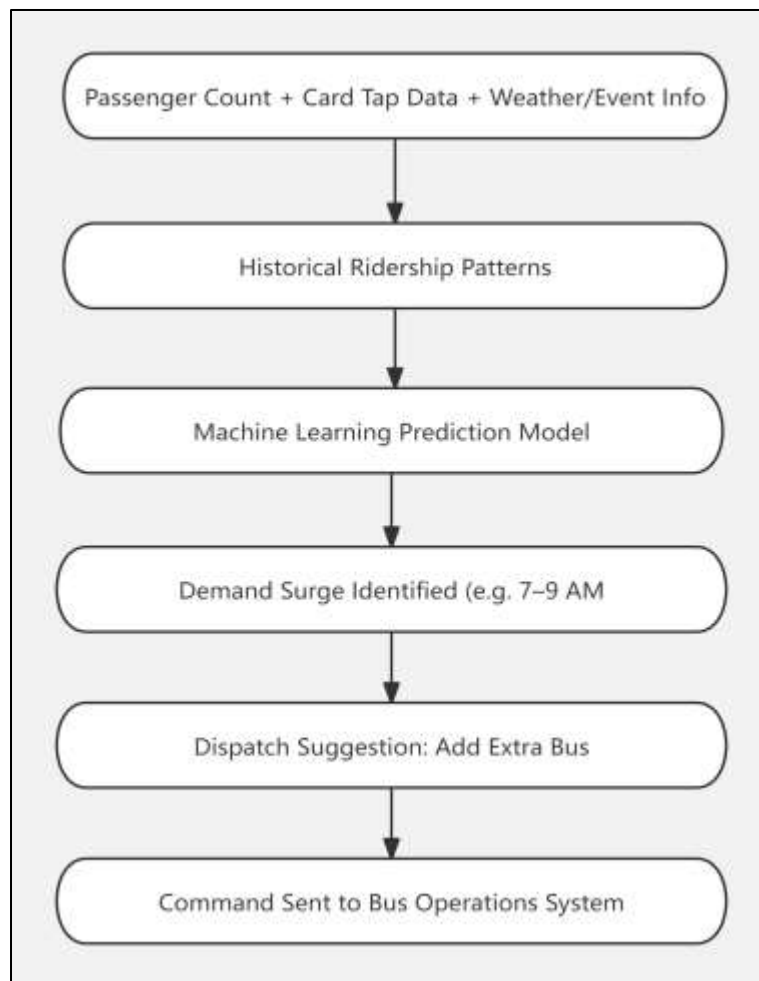 Passenger Count + Card Tap Data + Weather/Event Info
Historical Ridership Patterns
Machine Learning Prediction Model
Demand Surge Identified (e.g. 7–9 AM
Dispatch Suggestion: Add Extra Bus
Command Sent to Bus Operations System